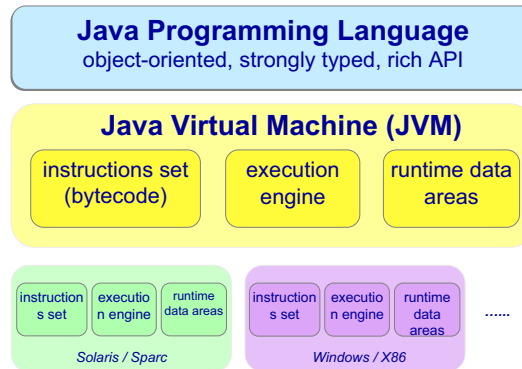 Java Programming Language
object-oriented, strongly typed, rich API
Java Virtual Machine (JVM)
instructions set
(bytecode)
execution
engine
runtime data
areas
instruction
s set
executio
n engine
runtime
data areas
Solaris / Sparc
instruction
s set
executio
n engine
runtime
data
areas
Windows / X86
......